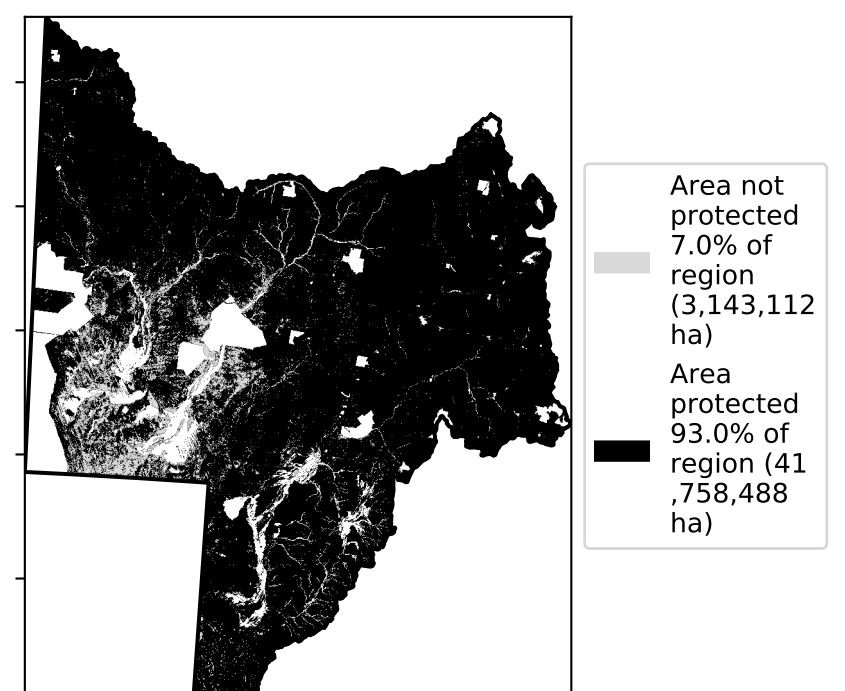 Area not
protected
7.0% of
region
(3,143,112
ha)
Area
protected
93.0% of
region (41
,758,488
ha)